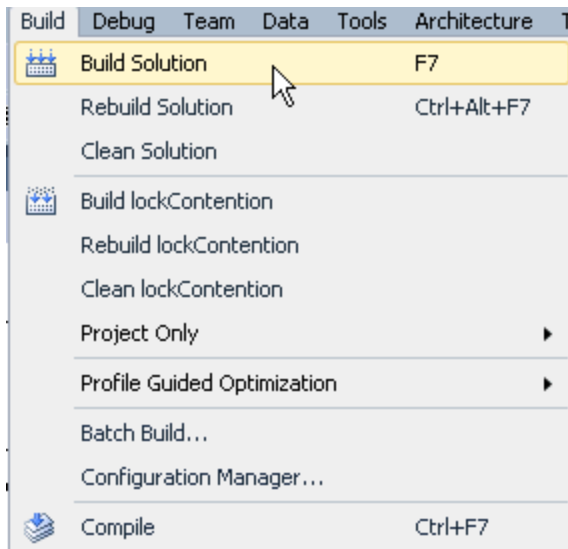 Build Debug Team Data Tools Architecture
Build Solution F7
Rebuild Solution Ctrl+Alt+F7
Clean Solution
Build lockContention
Rebuild lockContention
Clean lockContention
Project Only
Profile Guided Optimization
Batch Build...
Configuration Manager...
Compile Ctrl+F7